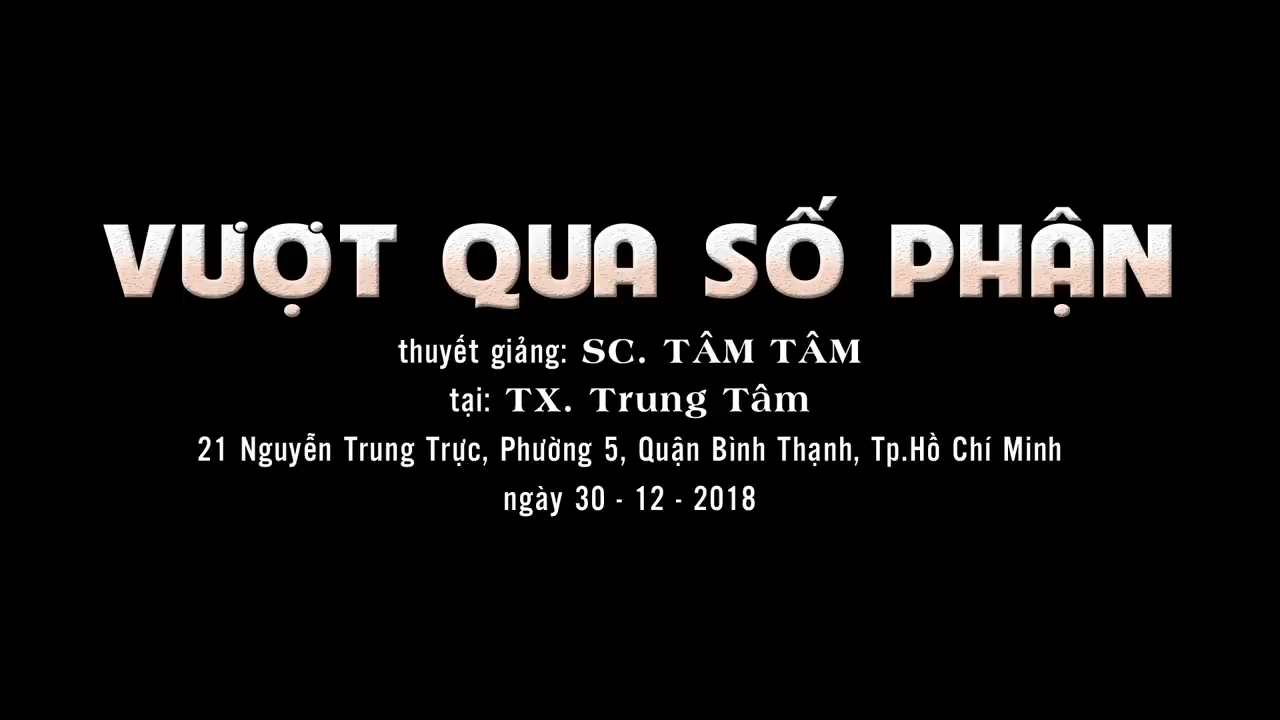 VƯỢT QUA SỐ PHẬN
thuyết giảng: SC. TÂM TÂM
tại: TX. Trung Tâm
21 Nguyễn Trung Trực, Phường 5, Quận Bình Thạnh, Tp.Hồ Chí Minh
ngày 30 - 12 - 2018